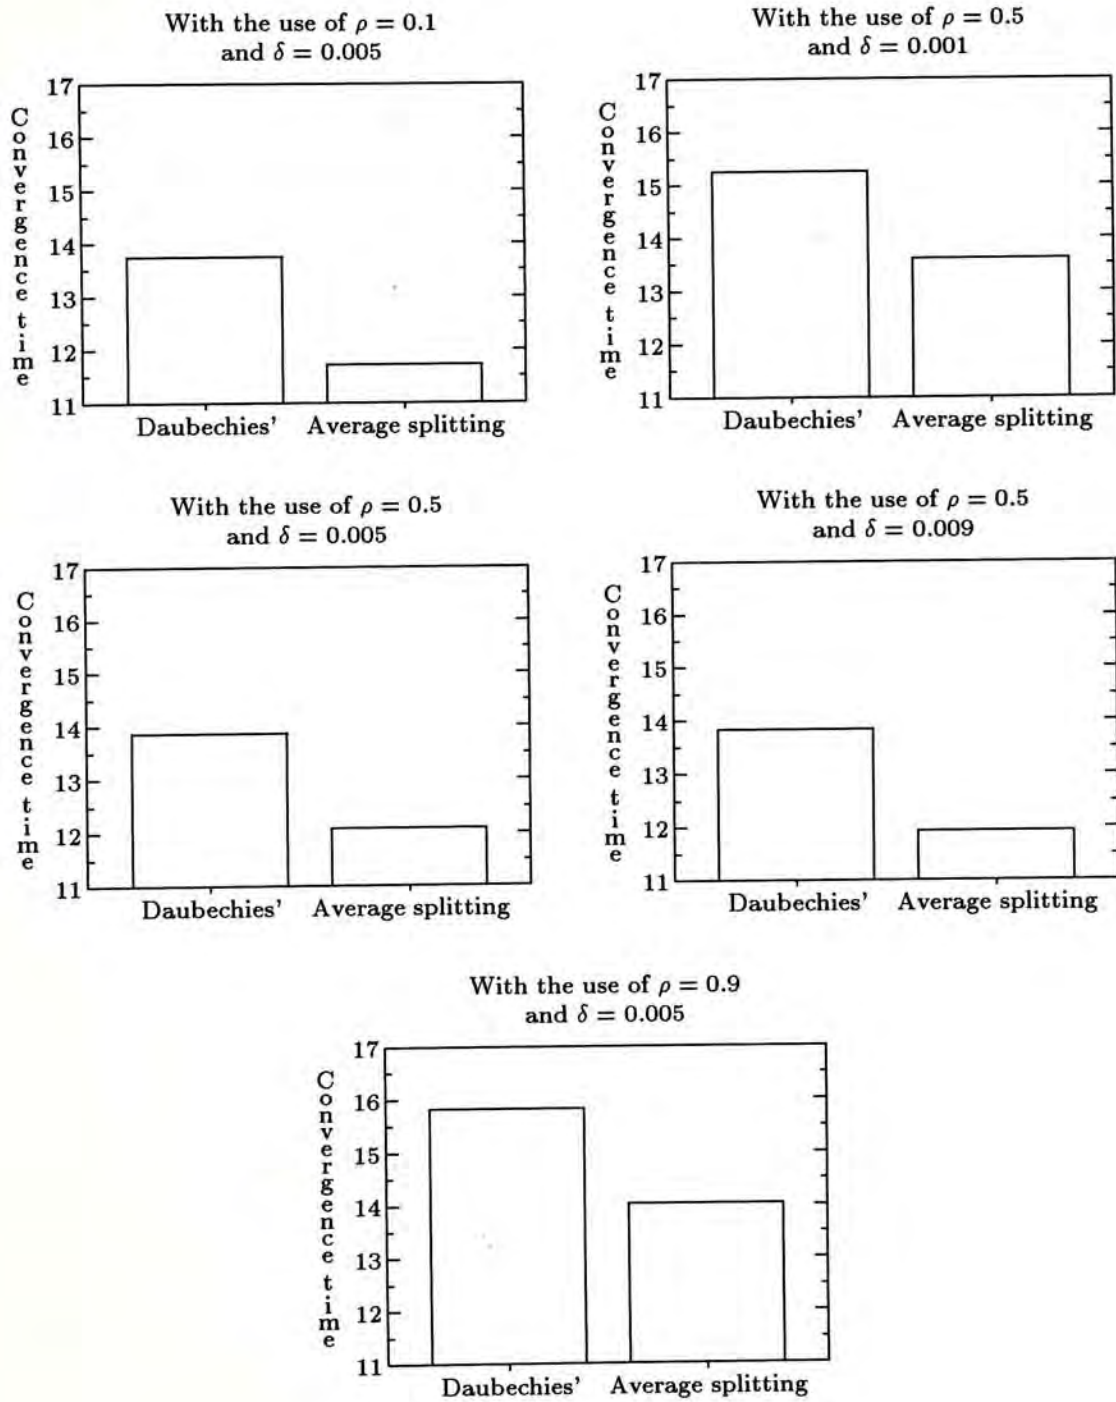 With the use of ρ = 0.1
and δ = 0.005
17
16
15
14
13
12
11
Convergence time
Daubechies' Average splitting
With the use of ρ = 0.5
and δ = 0.001
17
16
15
14
13
12
11
Convergence time
Daubechies' Average splitting
With the use of ρ = 0.5
and δ = 0.005
17
16
15
14
13
12
11
Convergence time
Daubechies' Average splitting
With the use of ρ = 0.5
and δ = 0.009
17
16
15
14
13
12
11
Convergence time
Daubechies' Average splitting
With the use of ρ = 0.9
and δ = 0.005
17
16
15
14
13
12
11
Convergence time
Daubechies' Average splitting